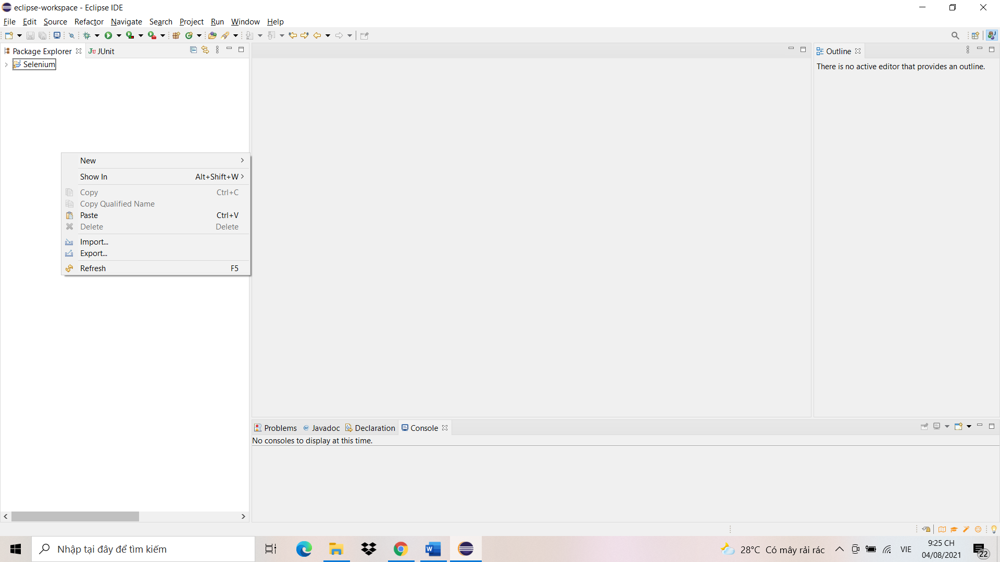 eclipse-workspace - Eclipse IDE
File Edit Source Refactor Navigate Search Project Run Window Help
Package Explorer JUnit
Outline
Selenium
There is no active editor that provides an outline.
New
Show In Alt+Shift+W
Copy Ctrl+C
Copy Qualified Name
Paste Ctrl+V
Delete Delete
Import...
Export...
Refresh F5
Problems Javadoc Declaration Console
No consoles to display at this time.
Nhập tại đây để tìm kiếm
28°C Có mây rải rác
VIE
9:25 CH
04/08/2021
22